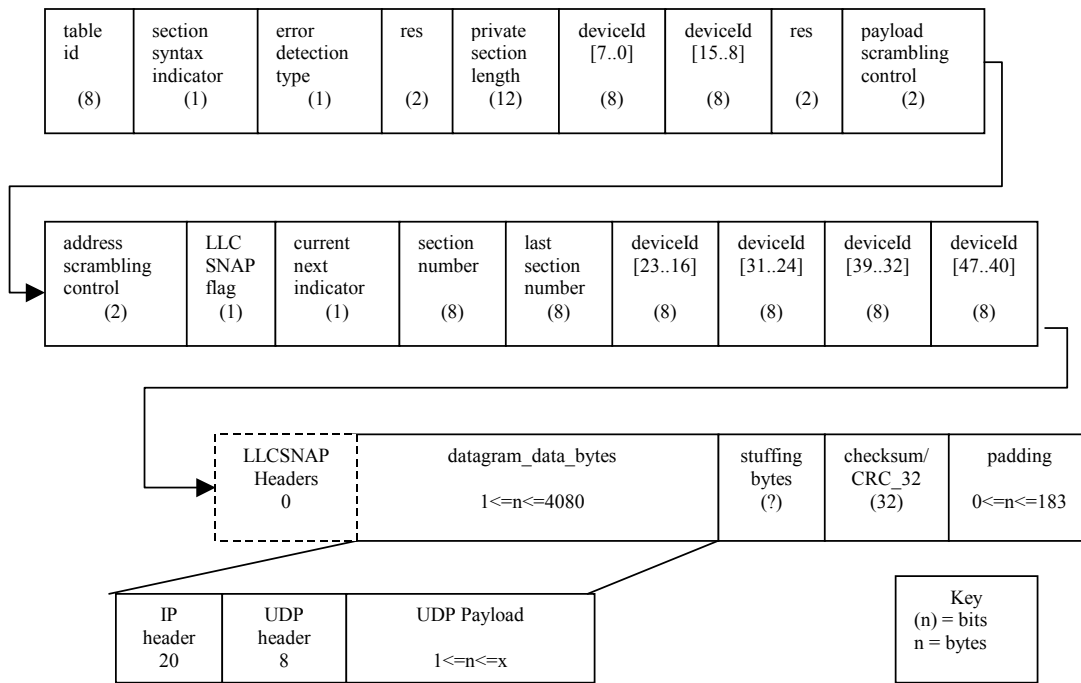 table
id
(8)
section
syntax
indicator
(1)
error
detection
type
(1)
res
(2)
private
section
length
(12)
deviceId
[7..0]
(8)
deviceId
[15..8]
(8)
res
(2)
payload
scrambling
control
(2)
address
scrambling
control
(2)
LLC
SNAP
flag
(1)
current
next
indicator
(1)
section
number
(8)
last
section
number
(8)
deviceId
[23..16]
(8)
deviceId
[31..24]
(8)
deviceId
[39..32]
(8)
deviceId
[47..40]
(8)
LLCSNAP
Headers
0
datagram_data_bytes
1<=n<=4080
stuffing
bytes
(?)
checksum/
CRC_32
(32)
padding
0<=n<=183
IP
header
20
UDP
header
8
UDP Payload
1<=n<=x
Key
(n) = bits
n = bytes